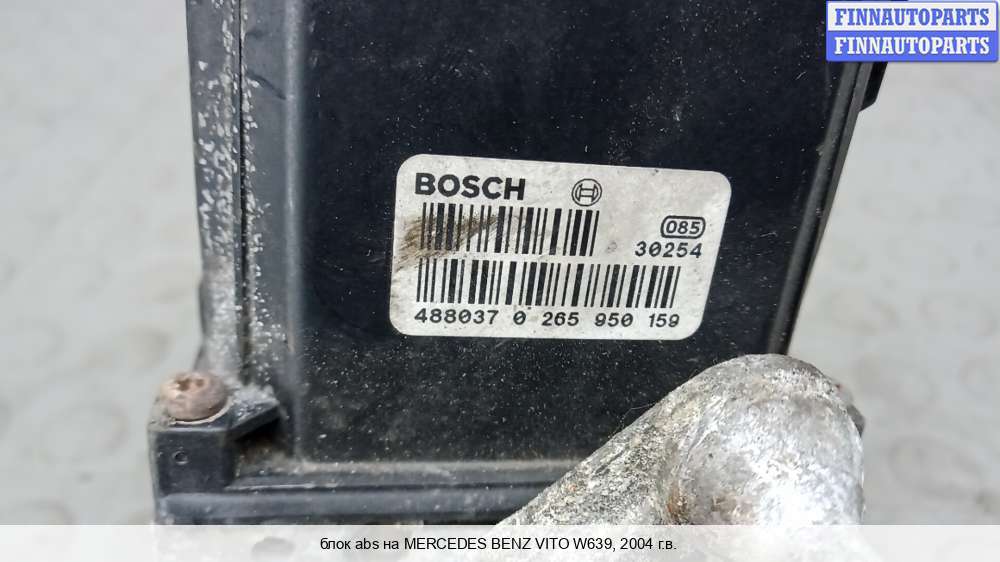 FINNAUTOPARTS
FINNAUTOPARTS
BOSCH
085
30254
488037 0 265 950 159
блок abs на MERCEDES BENZ VITO W639, 2004 г.в.